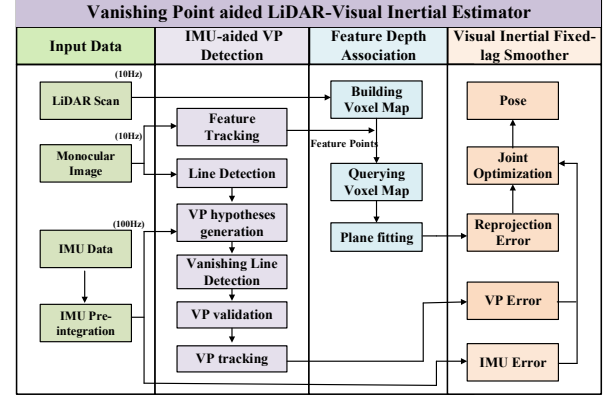 Vanishing Point aided LiDAR-Visual Inertial Estimator
Input Data
IMU-aided VP
Detection
Feature Depth
Association
Visual Inertial Fixed-
lag Smoother
(10Hz)
LiDAR Scan
(10Hz)
Monocular
Image
(100Hz)
IMU Data
IMU Pre-
integration
Feature
Tracking
Line Detection
VP hypotheses
generation
Vanishing Line
Detection
VP validation
VP tracking
Building
Voxel Map
Feature Points
Querying
Voxel Map
Plane fitting
Pose
Joint
Optimization
Reprojection
Error
VP Error
IMU Error